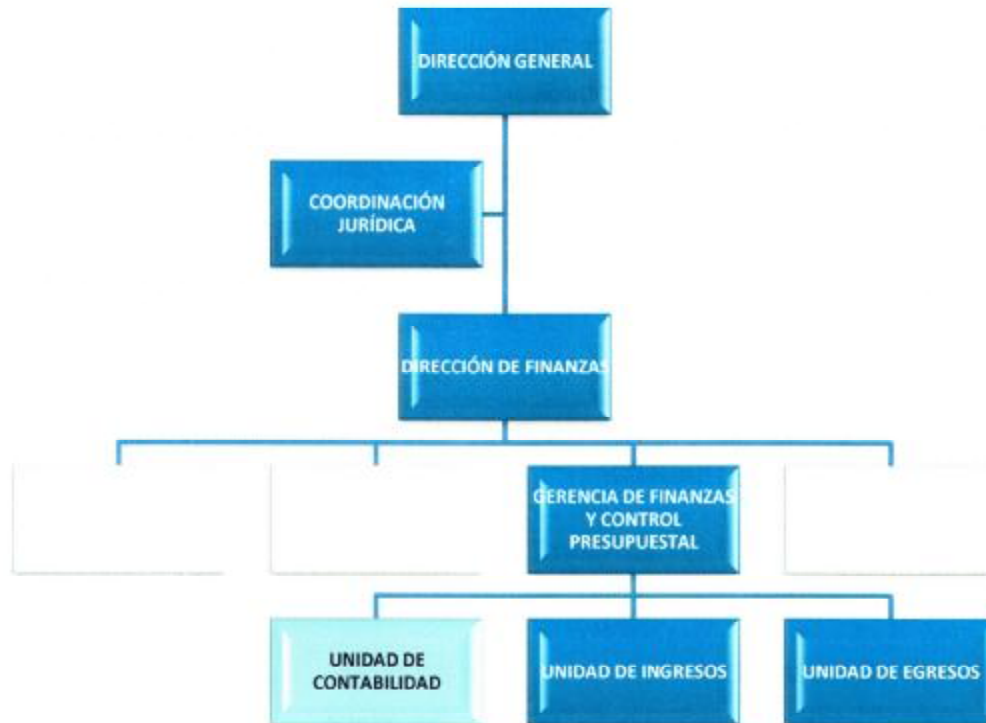 DIRECCIÓN GENERAL
COORDINACIÓN
JURÍDICA
DIRECCIÓN DE FINANZAS
GERENCIA DE FINANZAS
Y CONTROL
PRESUPUESTAL
UNIDAD DE
CONTABILIDAD
UNIDAD DE INGRESOS
UNIDAD DE EGRESOS